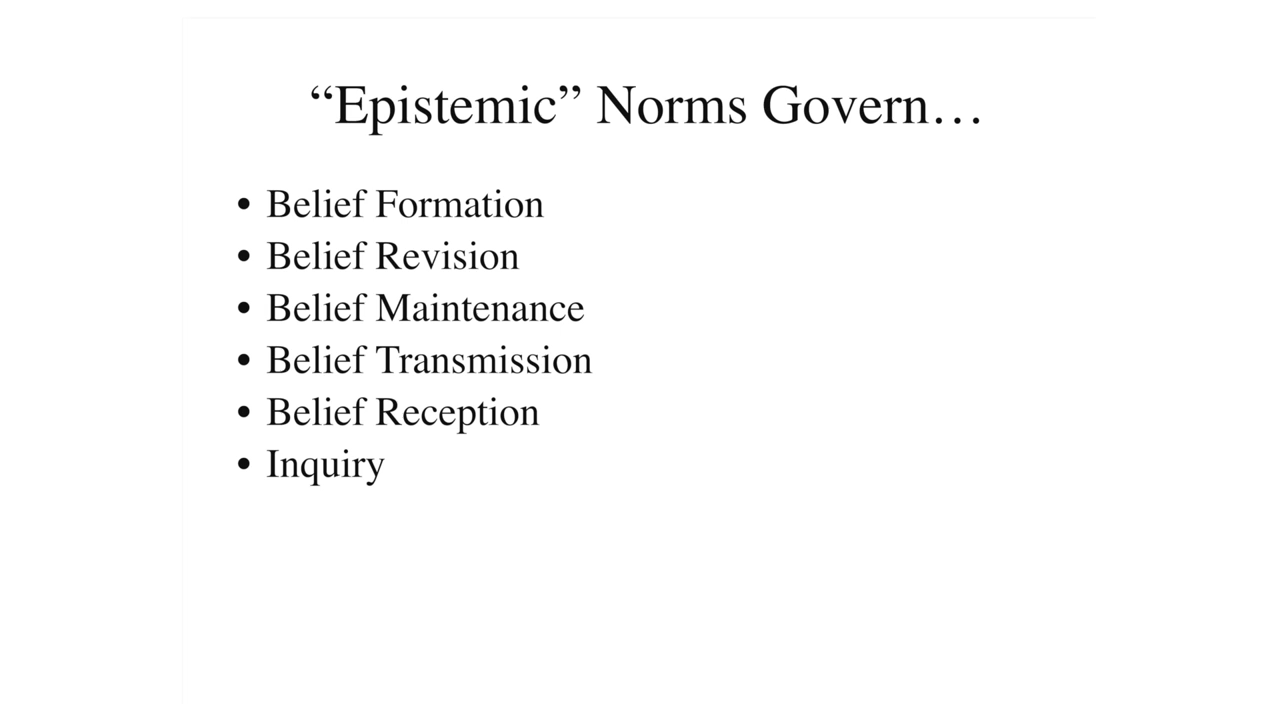 “Epistemic” Norms Govern…
• Belief Formation
• Belief Revision
• Belief Maintenance
• Belief Transmission
• Belief Reception
• Inquiry